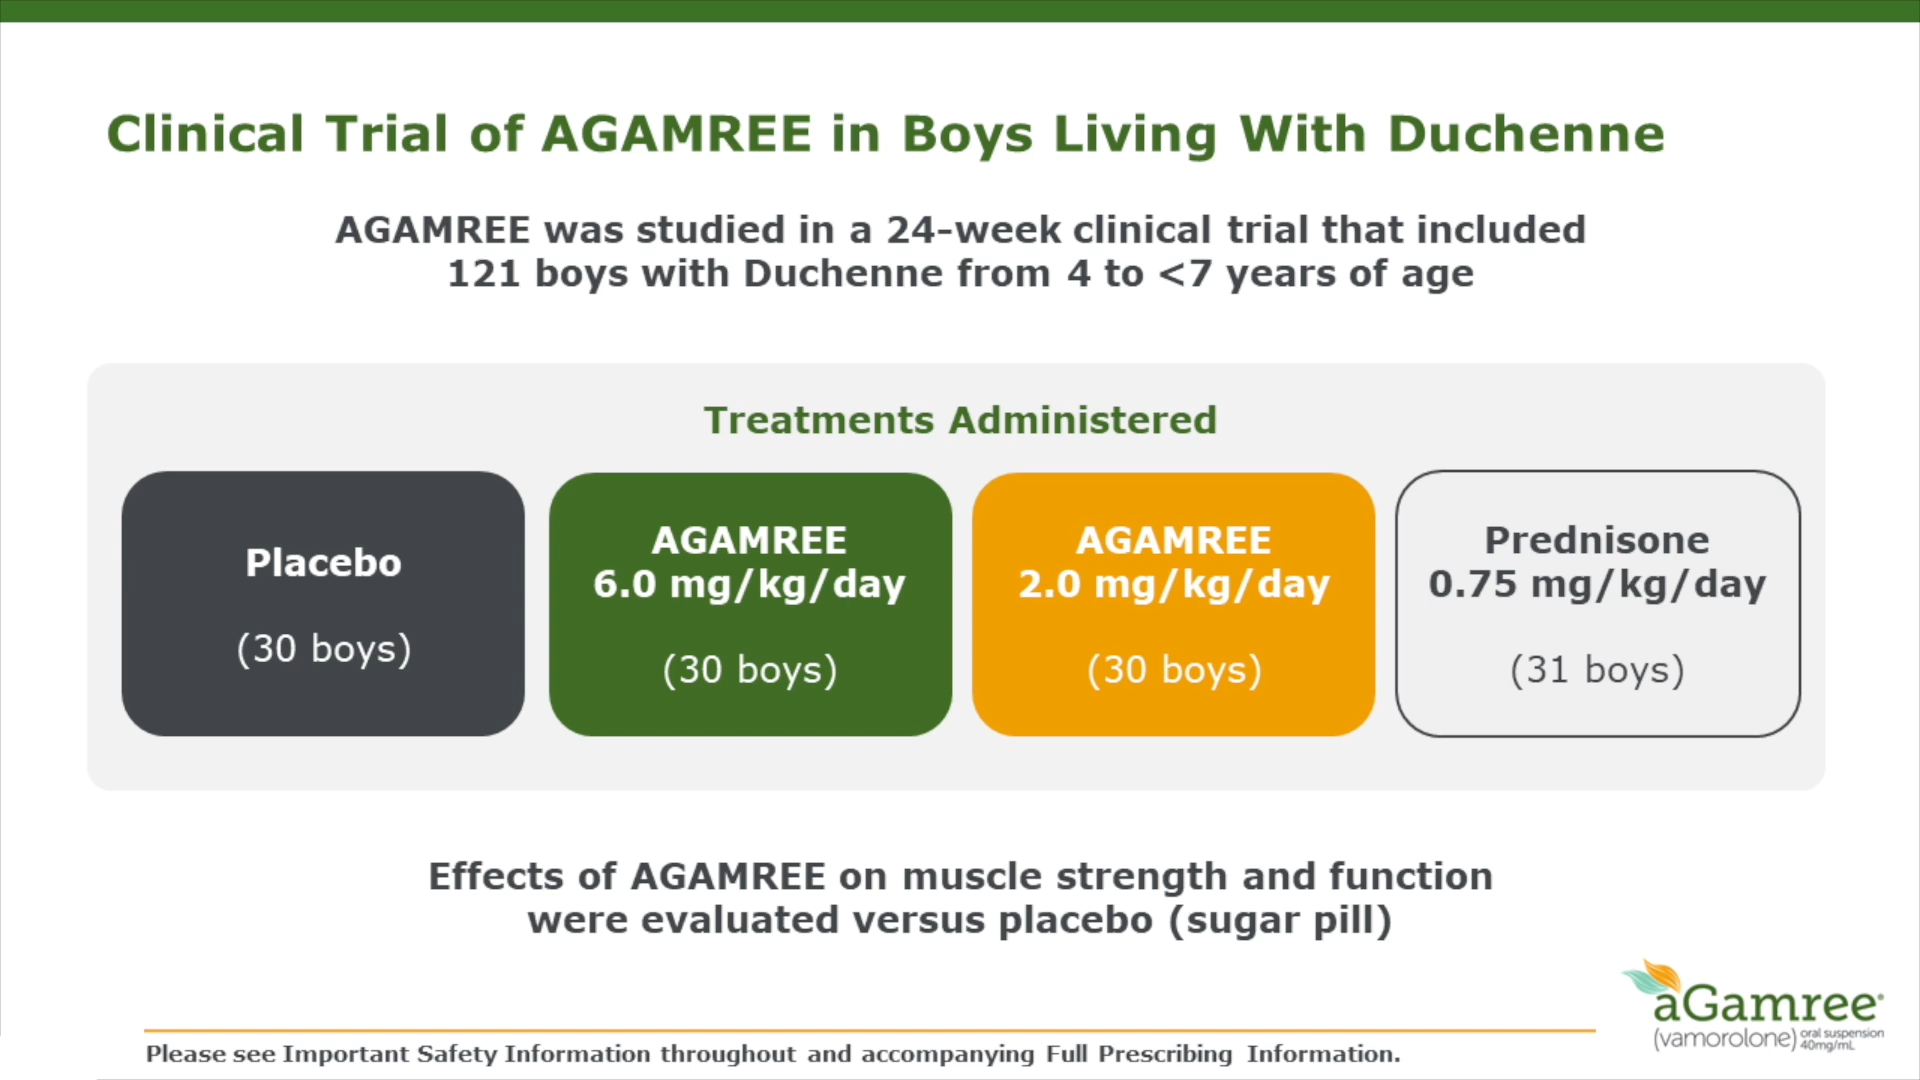 Clinical Trial of AGAMREE in Boys Living With Duchenne
AGAMREE was studied in a 24-week clinical trial that included
121 boys with Duchenne from 4 to <7 years of age
Treatments Administered
Placebo
(30 boys)
AGAMREE
6.0 mg/kg/day
(30 boys)
AGAMREE
2.0 mg/kg/day
(30 boys)
Prednisone
0.75 mg/kg/day
(31 boys)
Effects of AGAMREE on muscle strength and function
were evaluated versus placebo (sugar pill)
aGamree®
(vamorolone) oral suspension
40mg/mL
Please see Important Safety Information throughout and accompanying Full Prescribing Information.